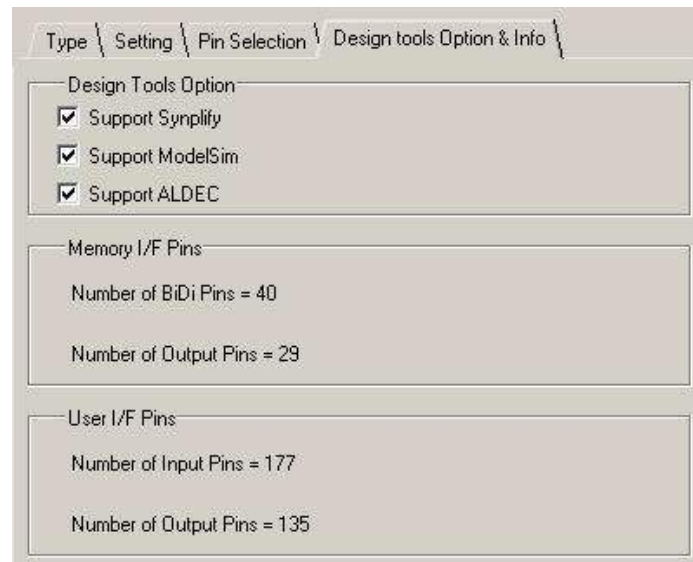 Type Setting Pin Selection Design tools Option & Info
Design Tools Option
Support Synplify
Support ModelSim
Support ALDEC
Memory I/F Pins
Number of BiDi Pins = 40
Number of Output Pins = 29
User I/F Pins
Number of Input Pins = 177
Number of Output Pins = 135